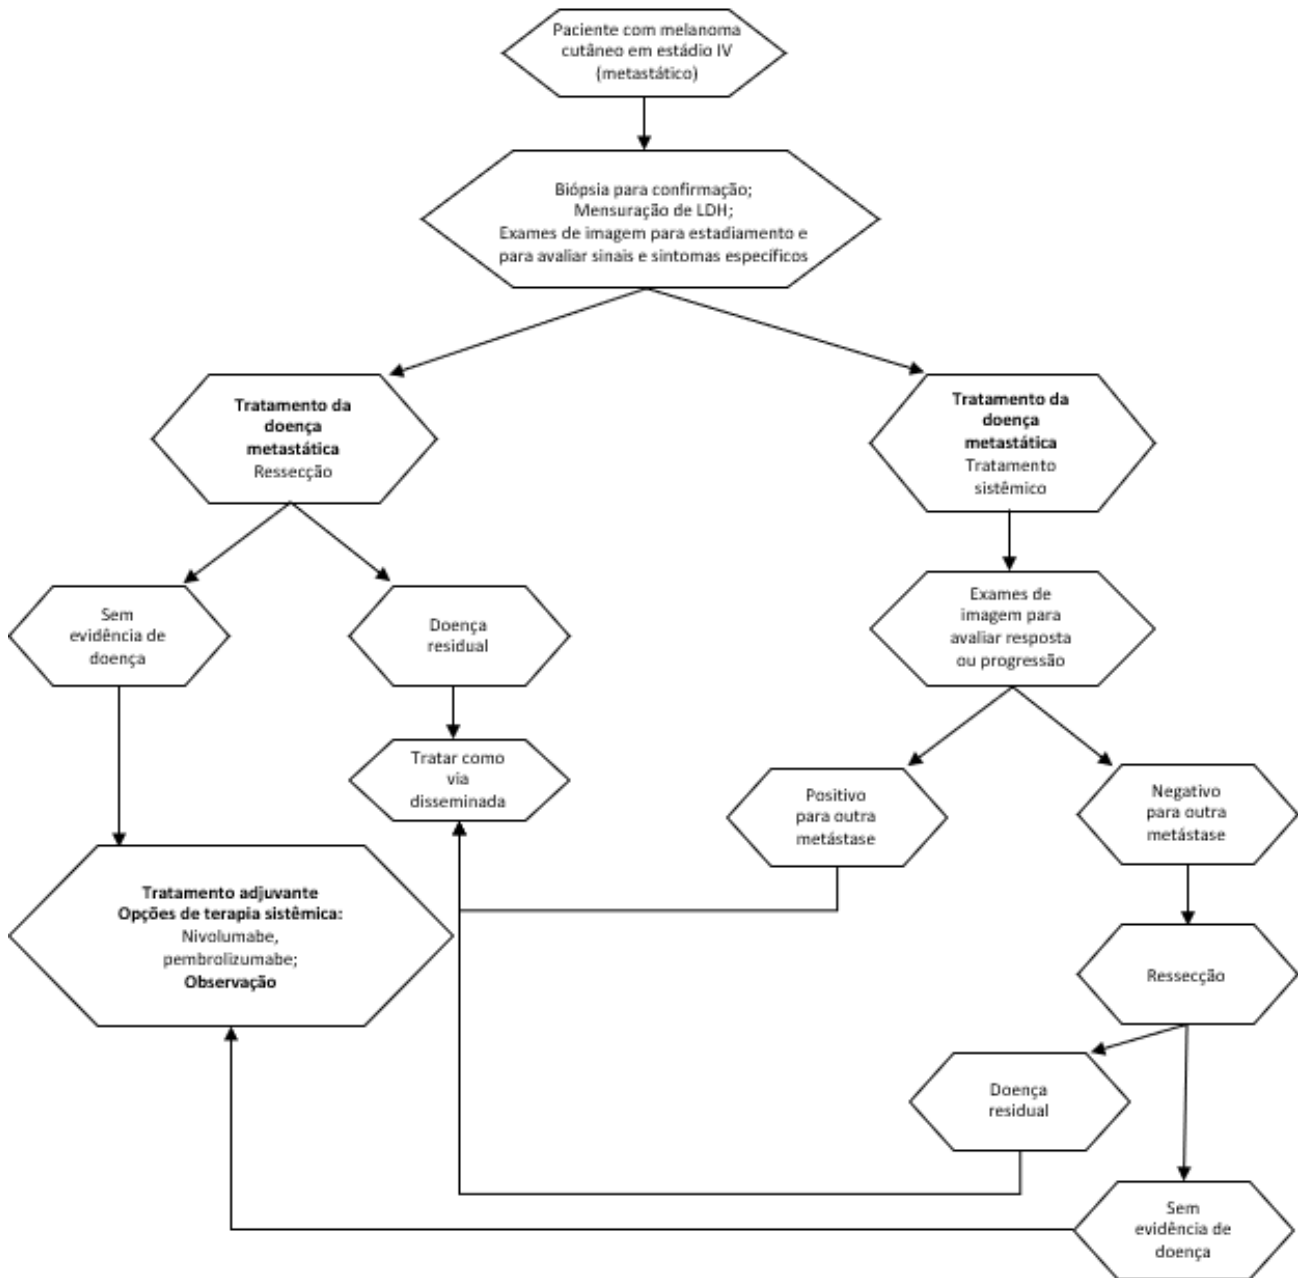 Paciente com melanoma
cutâneo em estádio IV
(metastático)
Biópsia para confirmação;
Mensuração de LDH;
Exames de imagem para estadiamento e
para avaliar sinais e sintomas específicos
Tratamento da
doença
metastática
Ressecção
Tratamento da
doença
metastática
Tratamento
sistêmico
Sem
evidência de
doença
Doença
residual
Exames de
imagem para
avaliar resposta
ou progressão
Tratar como
via
disseminada
Positivo
para outra
metástase
Negativo
para outra
metástase
Tratamento adjuvante
Opções de terapia sistêmica:
Nivolumabe,
pembrolizumabe;
Observação
Ressecção
Doença
residual
Sem
evidência de
doença